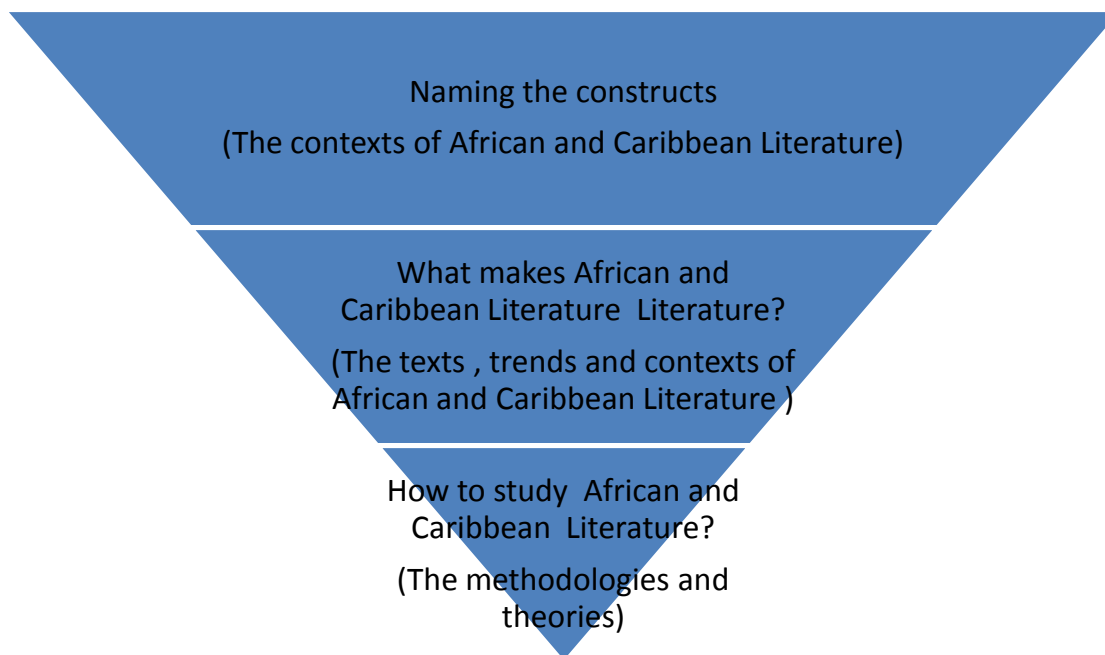 Naming the constructs
(The contexts of African and Caribbean Literature)
What makes African and
Caribbean Literature  Literature?
(The texts , trends and contexts of
African and Caribbean Literature )
How to study  African and
Caribbean  Literature?
(The methodologies and
theories)